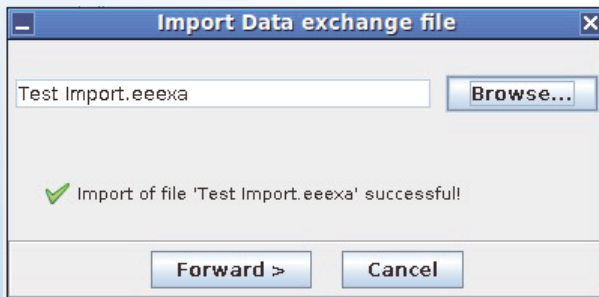 Import Data exchange file
Test Import.eeexa
Browse...
Import of file 'Test Import.eeexa' successful!
Forward >
Cancel